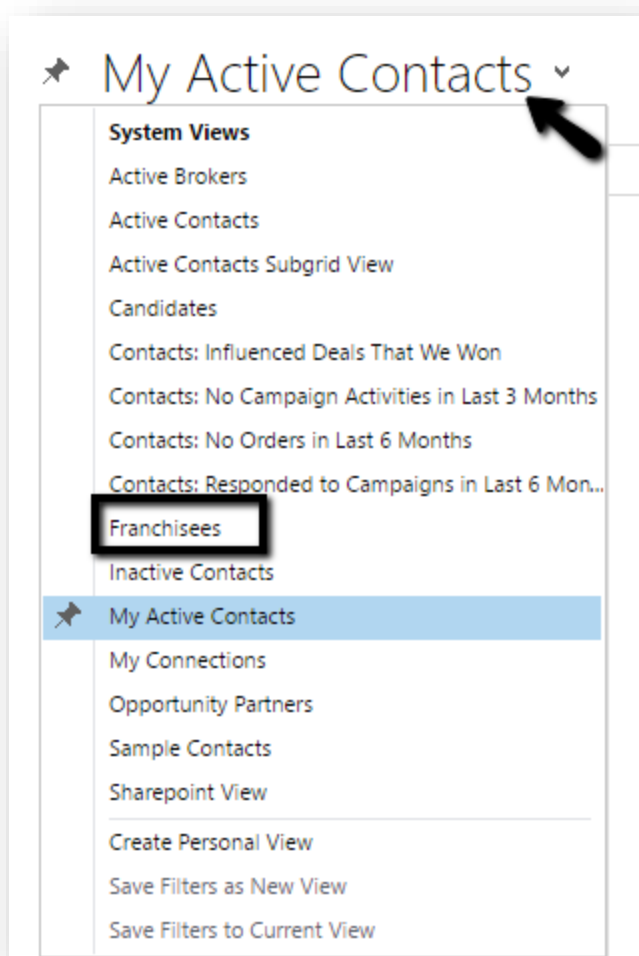 My Active Contacts
System Views
Active Brokers
Active Contacts
Active Contacts Subgrid View
Candidates
Contacts: Influenced Deals That We Won
Contacts: No Campaign Activities in Last 3 Months
Contacts: No Orders in Last 6 Months
Contacts: Responded to Campaigns in Last 6 Mon...
Franchisees
Inactive Contacts
My Active Contacts
My Connections
Opportunity Partners
Sample Contacts
Sharepoint View
Create Personal View
Save Filters as New View
Save Filters to Current View